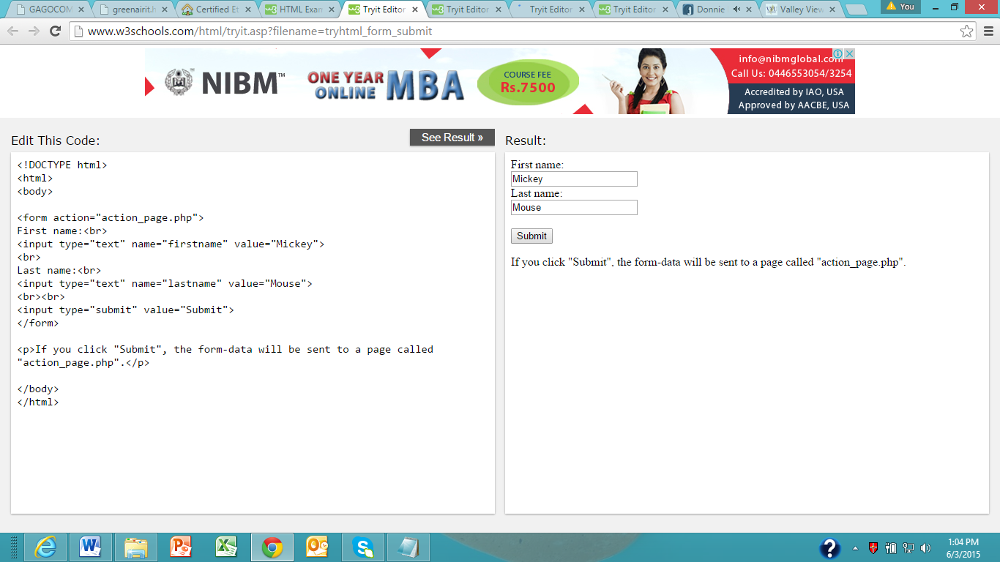 GAGOCOM
greenairit.h
Certified Et
HTML Exam
Tryit Editor
Tryit Editor
Tryit Editor
Tryit Editor
Donnie
Valley View
You
www.w3schools.com/html/tryit.asp?filename=tryhtml_form_submit
NIBM™
ONE YEAR
ONLINE
MBA
COURSE FEE
Rs.7500
info@nibmglobal.com
Call Us: 0446553054/3254
Accredited by IAO, USA
Approved by AACBE, USA
Edit This Code:
See Result »
<!DOCTYPE html>
<html>
<body>
<form action="action_page.php">
First name:<br>
<input type="text" name="firstname" value="Mickey">
<br>
Last name:<br>
<input type="text" name="lastname" value="Mouse">
<br><br>
<input type="submit" value="Submit">
</form>
<p>If you click "Submit", the form-data will be sent to a page called
"action_page.php".</p>
</body>
</html>
Result:
First name:
Mickey
Last name:
Mouse
Submit
If you click "Submit", the form-data will be sent to a page called "action_page.php".
1:04 PM
6/3/2015